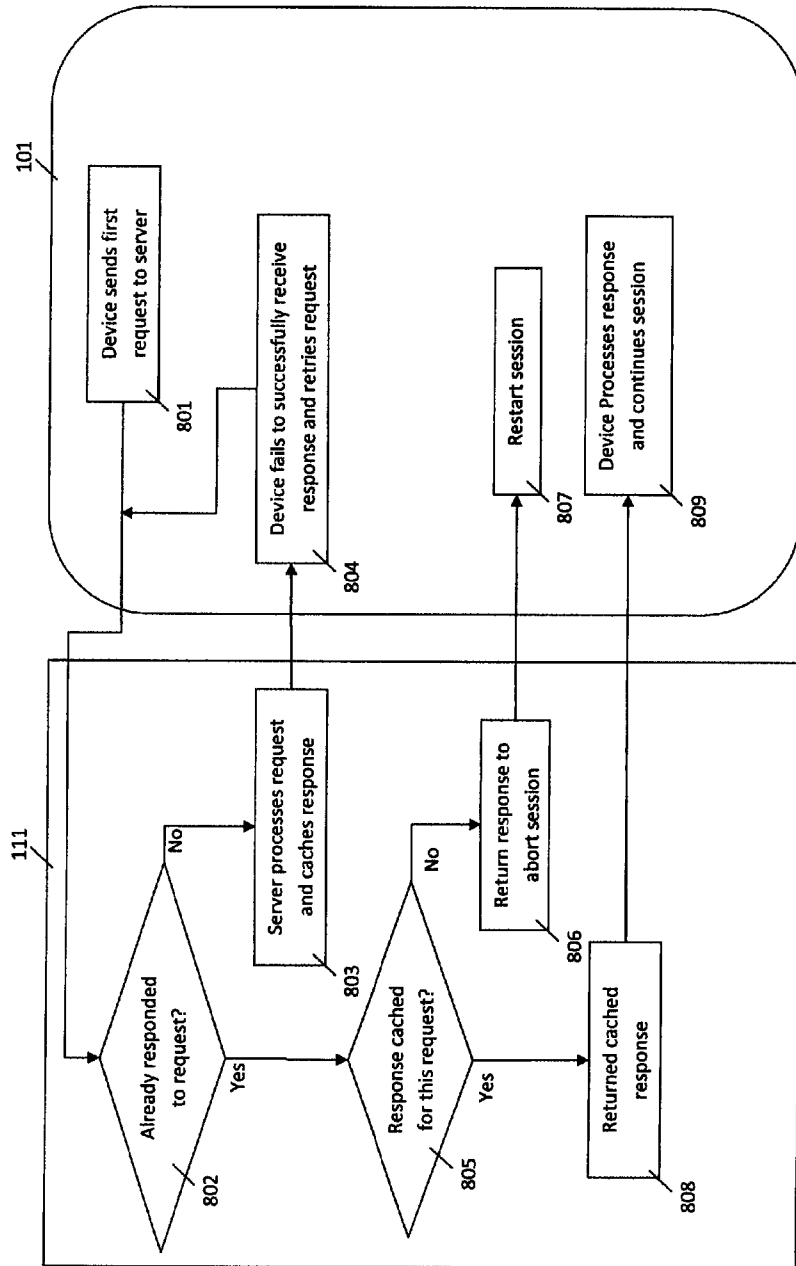 111
101
Device sends first
request to server
801
Already responded
to request?
802
No
Yes
Server processes request
and caches response
803
Device fails to successfully receive
response and retries request
804
Response cached
for this request?
805
No
Yes
Return response to
abort session
806
Restart session
807
Returned cached
response
808
Device Processes response
and continues session
809